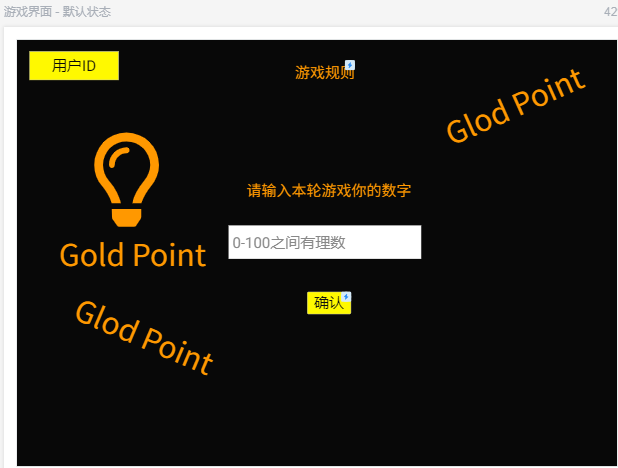 游戏界面 - 默认状态
42
用户ID
游戏规则
Glod Point
请输入本轮游戏你的数字
0-100之间有理数
Gold Point
确认
Glod Point